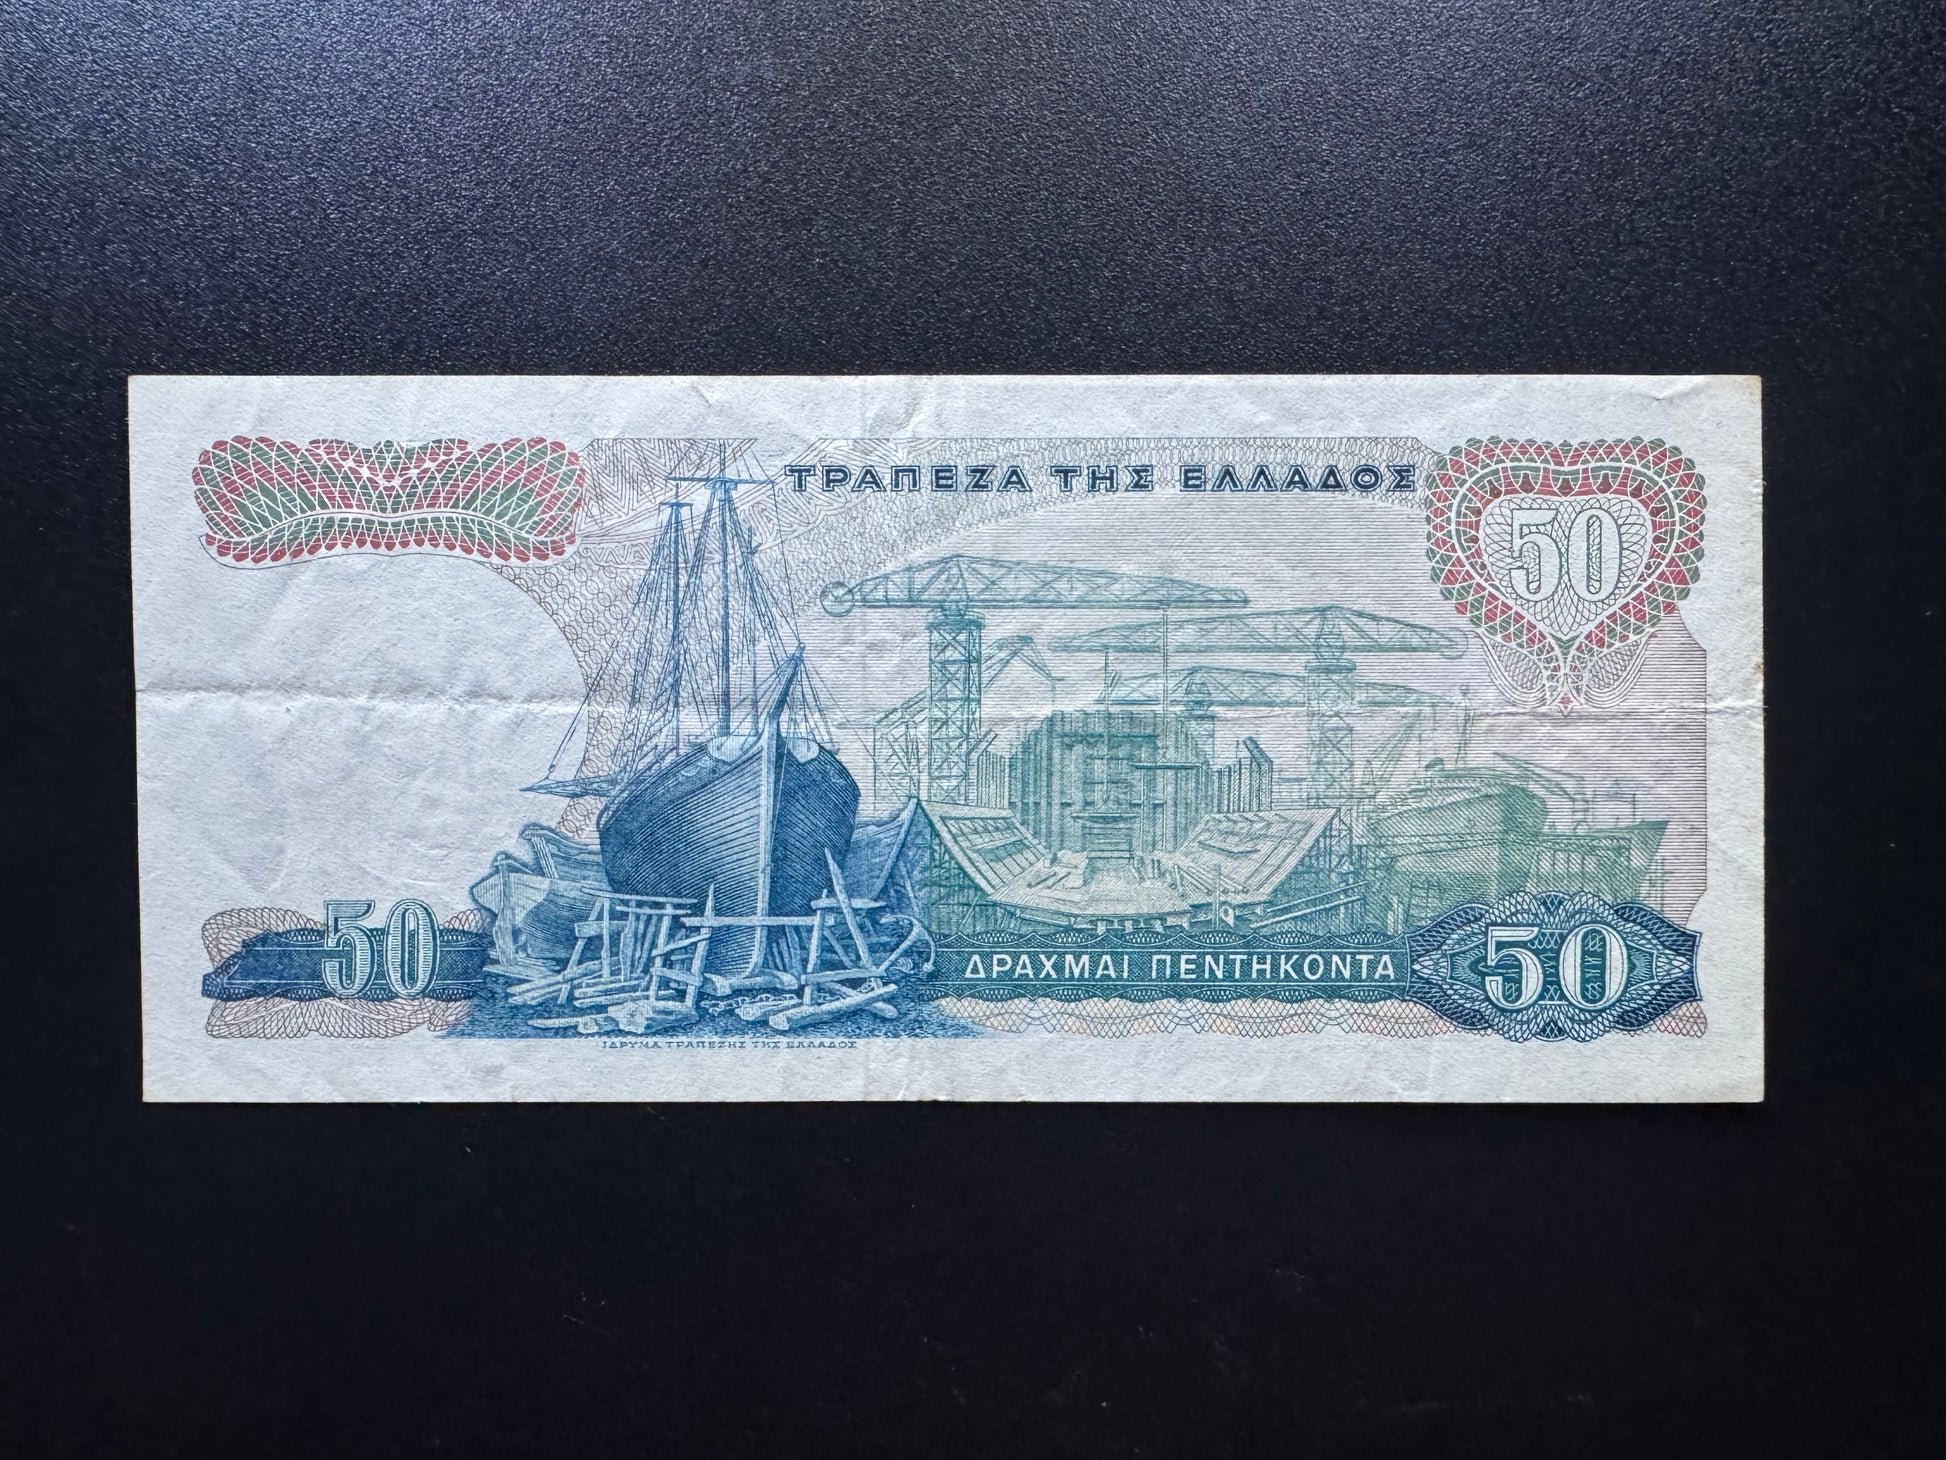 ΤΡΑΠΕΖΑ ΤΗΣ ΕΛΛΑΔΟΣ
50
50
ΔΡΑΧΜΑΙ ΠΕΝΤΗΚΟΝΤΑ
50
ΙΔΡΥΜΑ ΤΡΑΠΕΖΗΣ ΤΗΣ ΕΛΛΑΔΟΣ